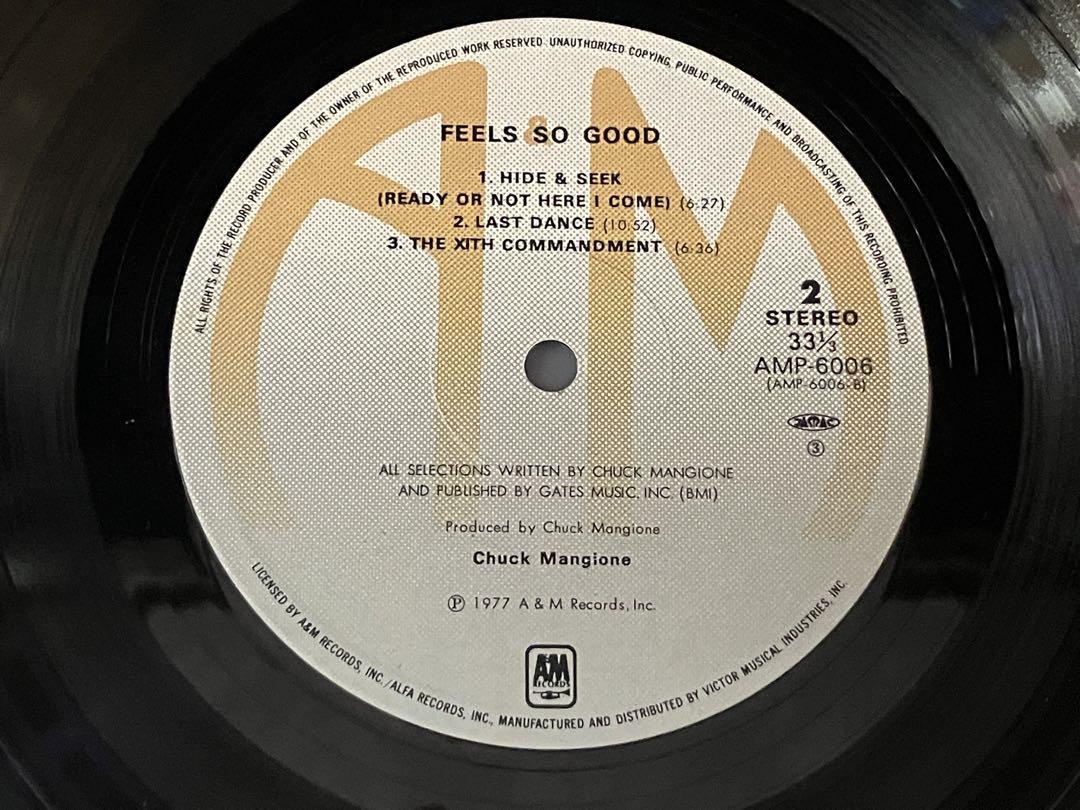 ALL RIGHTS OF THE RECORD PRODUCER AND OF THE OWNER OF THE REPRODUCED WORK RESERVED. UNAUTHORIZED COPYING, PUBLIC PERFORMANCE AND BROADCASTING OF THIS RECORDING PROHIBITED
A&M
FEELS SO GOOD
1. HIDE & SEEK
(READY OR NOT HERE I COME) (6:27)
2. LAST DANCE (10:52)
3. THE XITH COMMANDMENT (6:36)
2
STEREO
33⅓
AMP-6006
(AMP-6006-B)
③
ALL SELECTIONS WRITTEN BY CHUCK MANGIONE
AND PUBLISHED BY GATES MUSIC, INC. (BMI)
Produced by Chuck Mangione
Chuck Mangione
℗ 1977 A & M Records, Inc.
A&M
RECORDS
LICENSED BY A&M RECORDS, INC./ALFA RECORDS, INC., MANUFACTURED AND DISTRIBUTED BY VICTOR MUSICAL INDUSTRIES, INC.